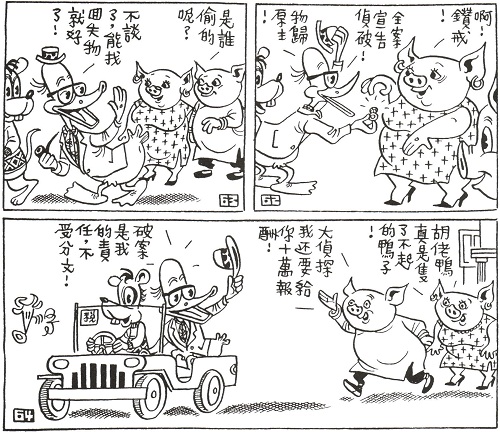 啊!
鑽戒
!
全案
宣告
偵破!
物歸
原主
!
L
是誰
偷的
呢?
不談
了,能找
回失物
就好
了!
63
胡佬鴨
真是隻
了不起
的鴨子
!
大偵探
我還要給
你十萬報
酬!
破案
是我
的責
任,不
受分文!
64